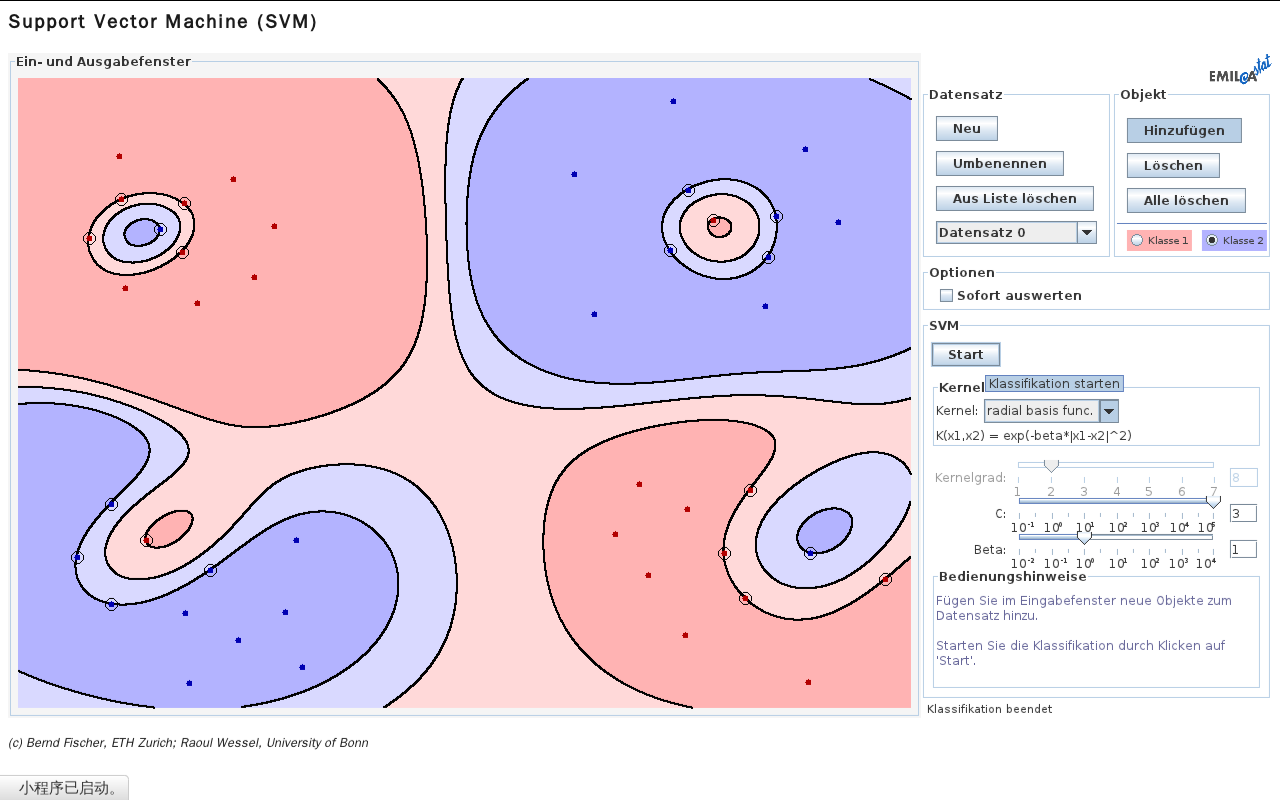 Support Vector Machine (SVM)
Ein- und Ausgabefenster
EMILeA stat
Datensatz
Neu
Umbenennen
Aus Liste löschen
Datensatz 0
Objekt
Hinzufügen
Löschen
Alle löschen
Klasse 1
Klasse 2
Optionen
Sofort auswerten
SVM
Start
Klassifikation starten
Kernel
Kernel: radial basis func.
K(x1,x2) = exp(-beta*|x1-x2|^2)
Kernelgrad: 8
1 2 3 4 5 6 7
C: 3
10^-1 10^0 10^1 10^2 10^3 10^4 10^5
Beta: 1
10^-2 10^-1 10^0 10^1 10^2 10^3 10^4
Bedienungshinweise
Fügen Sie im Eingabefenster neue Objekte zum
Datensatz hinzu.
Starten Sie die Klassifikation durch Klicken auf
'Start'.
Klassifikation beendet
(c) Bernd Fischer, ETH Zurich; Raoul Wessel, University of Bonn
小程序已启动。